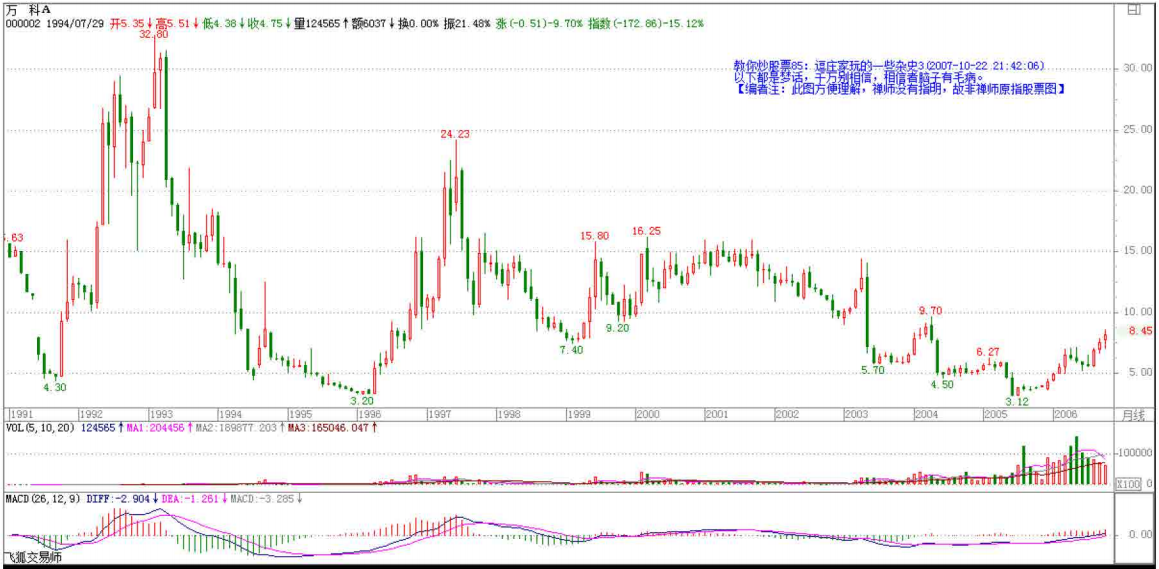 万 科A
000002 1994/07/29 开5.35↓高5.51↓低4.38↓收4.75↓量124565↑额6037↓换0.00% 振21.48% 涨(-0.51)-9.70% 指数(-172.86)-15.12%
32.80
教你炒股票85：逗庄家玩的一些杂史3(2007-10-22 21:42:06)
以下都是梦话，千万别相信，相信者脑子有毛病。
【编者注：此图方便理解，禅师没有指明，故非禅师原指股票图】
30.00
25.00
24.23
20.00
.63
15.80
16.25
15.00
9.20
9.70
10.00
8.45
7.40
6.27
5.70
5.00
4.30
4.50
3.20
3.12
1991 1992 1993 1994 1995 1996 1997 1998 1999 2000 2001 2002 2003 2004 2005 2006 月线
VOL(5,10,20) 124565↑MA1:204456↑MA2:189877.203↑MA3:165046.047↑
100000
X100 0
MACD(26,12,9) DIFF:-2.904↓DEA:-1.261↓MACD:-3.285↓
0.00
飞狐交易师